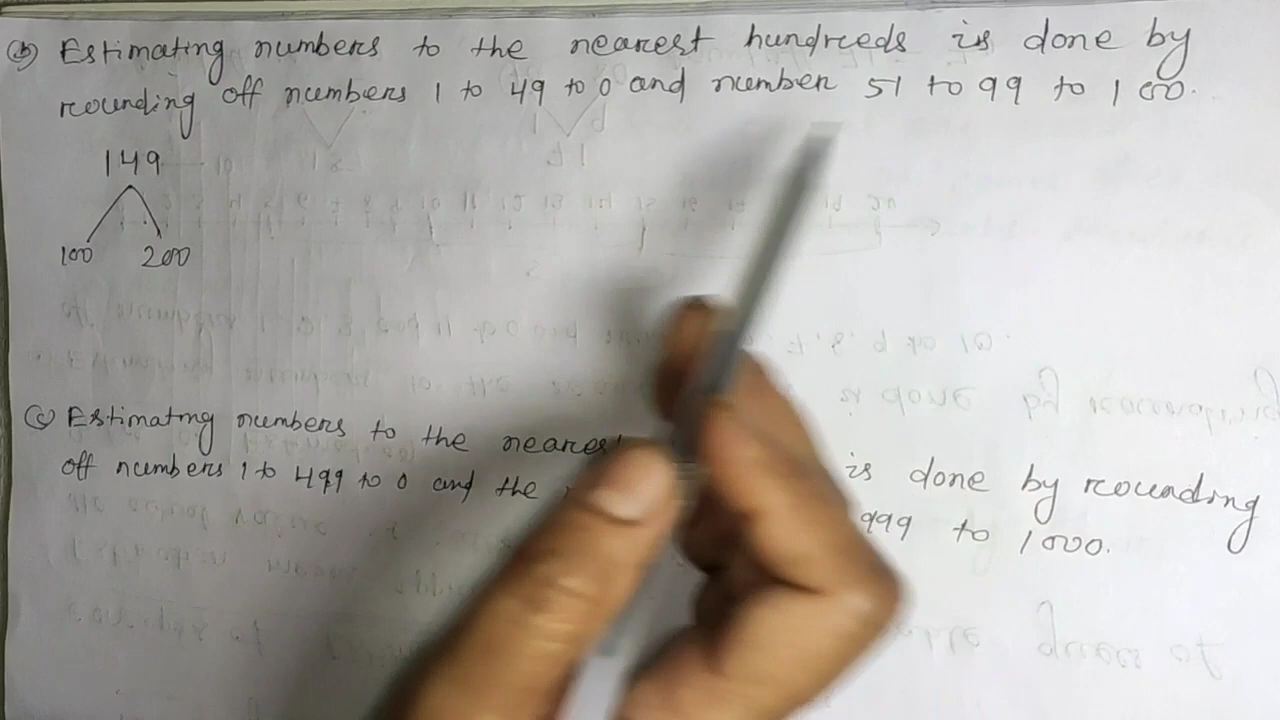 (b) Estimating numbers to the nearest hundreds is done by
rounding off numbers 1 to 49 to 0 and number 51 to 99 to 100.
149
100 200
(c) Estimating numbers to the nearest is done by rounding
off numbers 1 to 499 to 0 and the 999 to 1000.